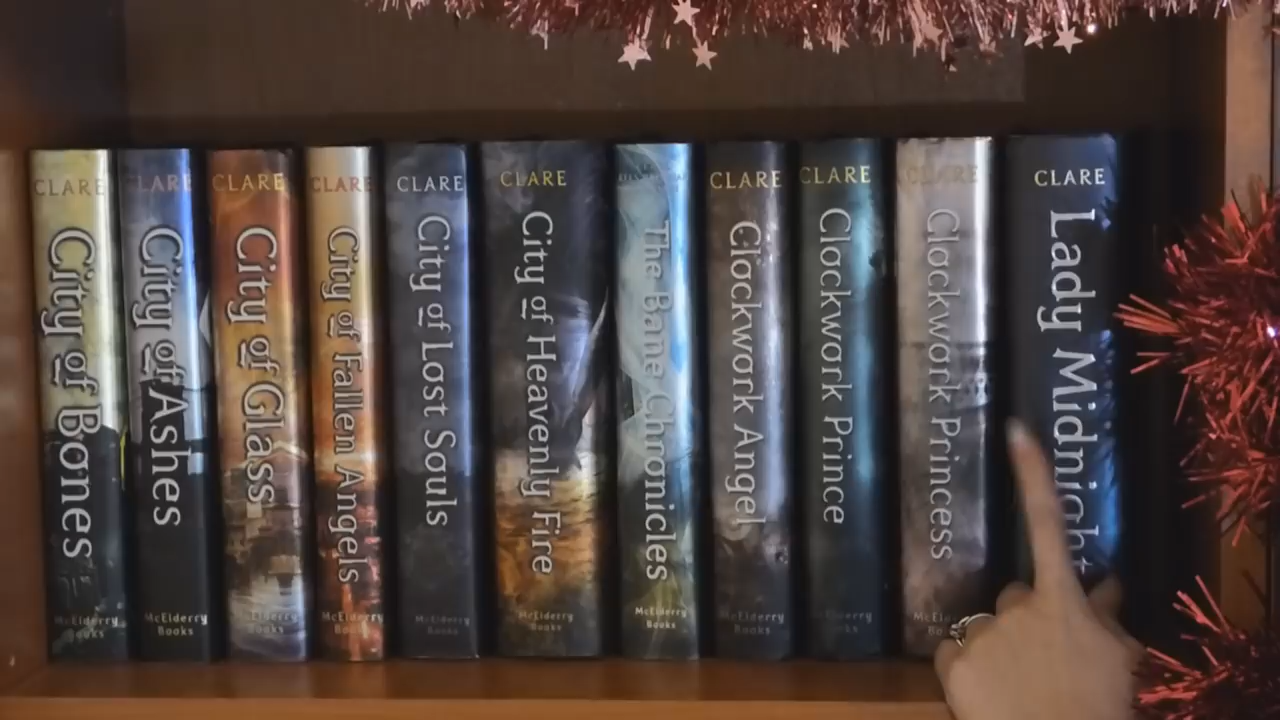 CLARE
City of Bones
McElderry
Books
CLARE
City of Ashes
McElderry
Books
CLARE
City of Glass
McElderry
Books
CLARE
City of Fallen Angels
McElderry
Books
CLARE
City of Lost Souls
McElderry
Books
CLARE
City of Heavenly Fire
McElderry
Books
The Bane Chronicles
McElderry
Books
CLARE
Clockwork Angel
McElderry
Books
CLARE
Clockwork Prince
McElderry
Books
CLARE
Clockwork Princess
CLARE
Lady Midnight